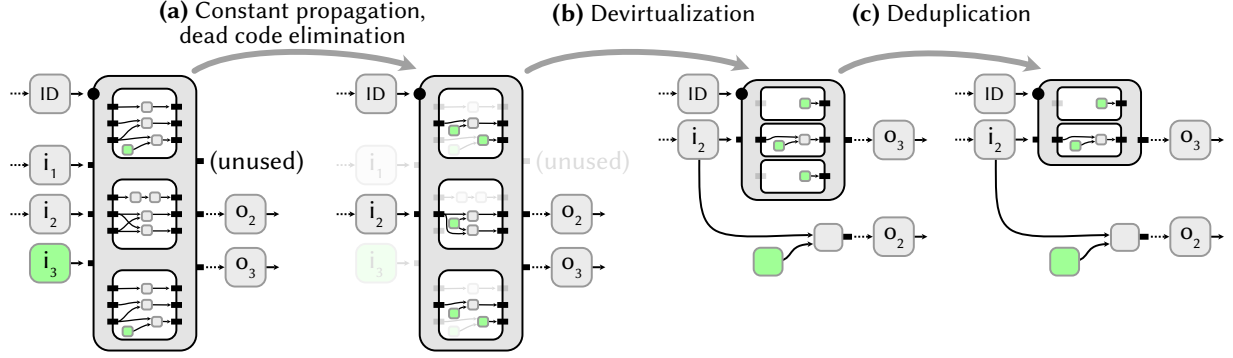 (a) Constant propagation,
dead code elimination
(b) Devirtualization
(c) Deduplication
ID
i₁
i₂
i₃
(unused)
o₂
o₃
ID
i₁
i₂
i₃
(unused)
o₂
o₃
ID
i₂
o₃
o₂
ID
i₂
o₃
o₂